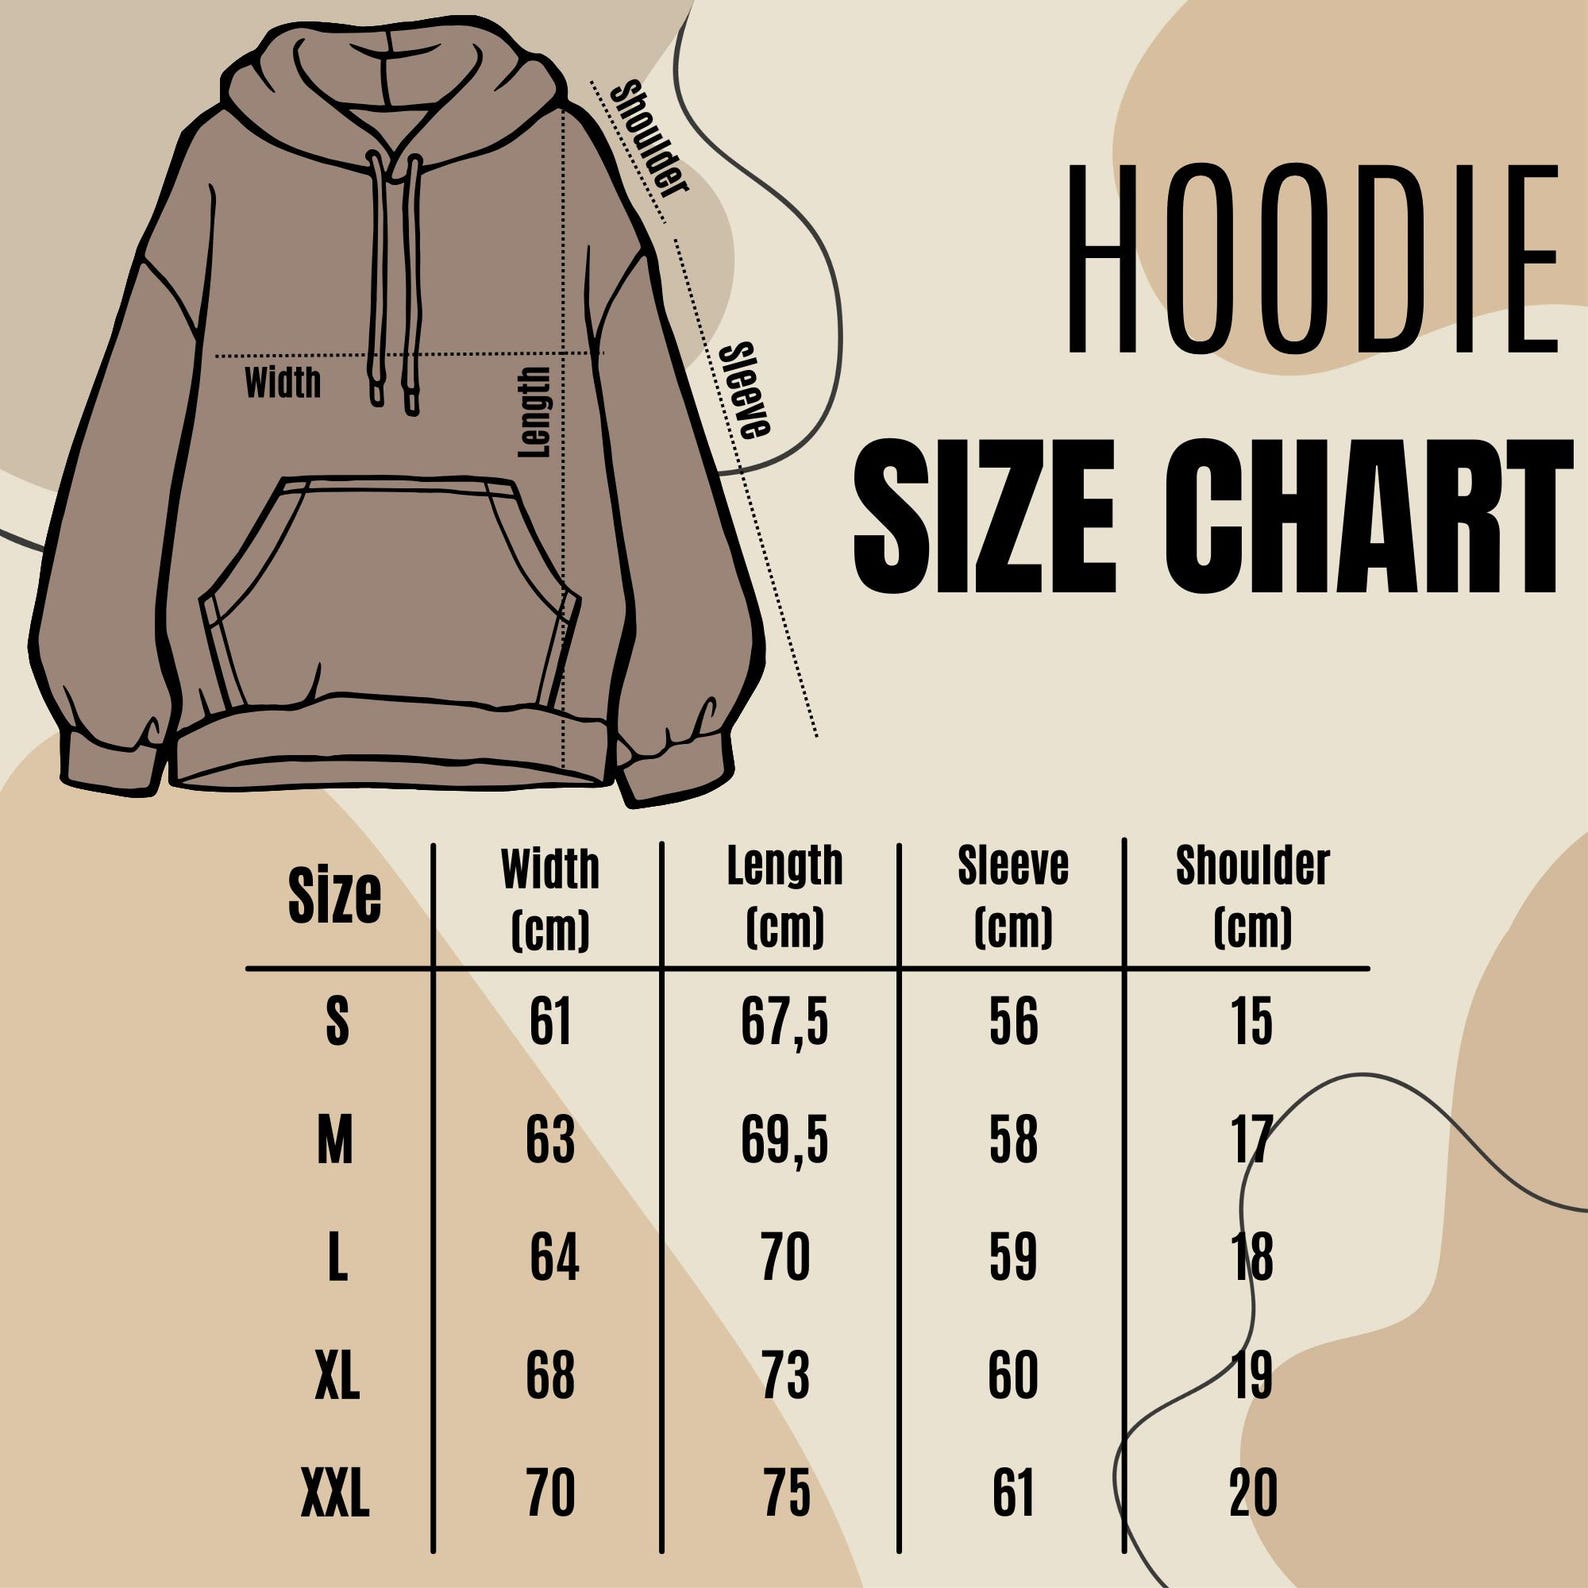 HOODIE
SIZE CHART
Shoulder
Sleeve
Width
Length
Size Width (cm) Length (cm) Sleeve (cm) Shoulder (cm)
S 61 67,5 56 15
M 63 69,5 58 17
L 64 70 59 18
XL 68 73 60 19
XXL 70 75 61 20